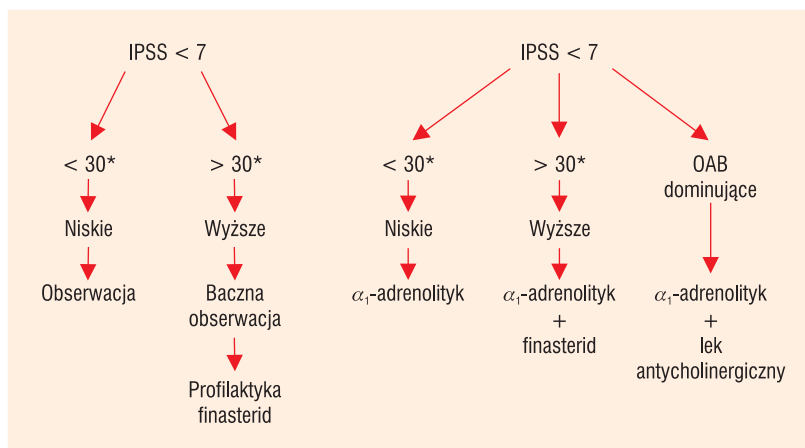 IPSS < 7
< 30*
> 30*
Niskie
Wyższe
Obserwacja
Baczna
obserwacja
Profilaktyka
finasterid
IPSS < 7
< 30*
> 30*
OAB
dominujące
Niskie
Wyższe
α₁-adrenolityk
α₁-adrenolityk
+
finasterid
α₁-adrenolityk
+
lek
antycholinergiczny